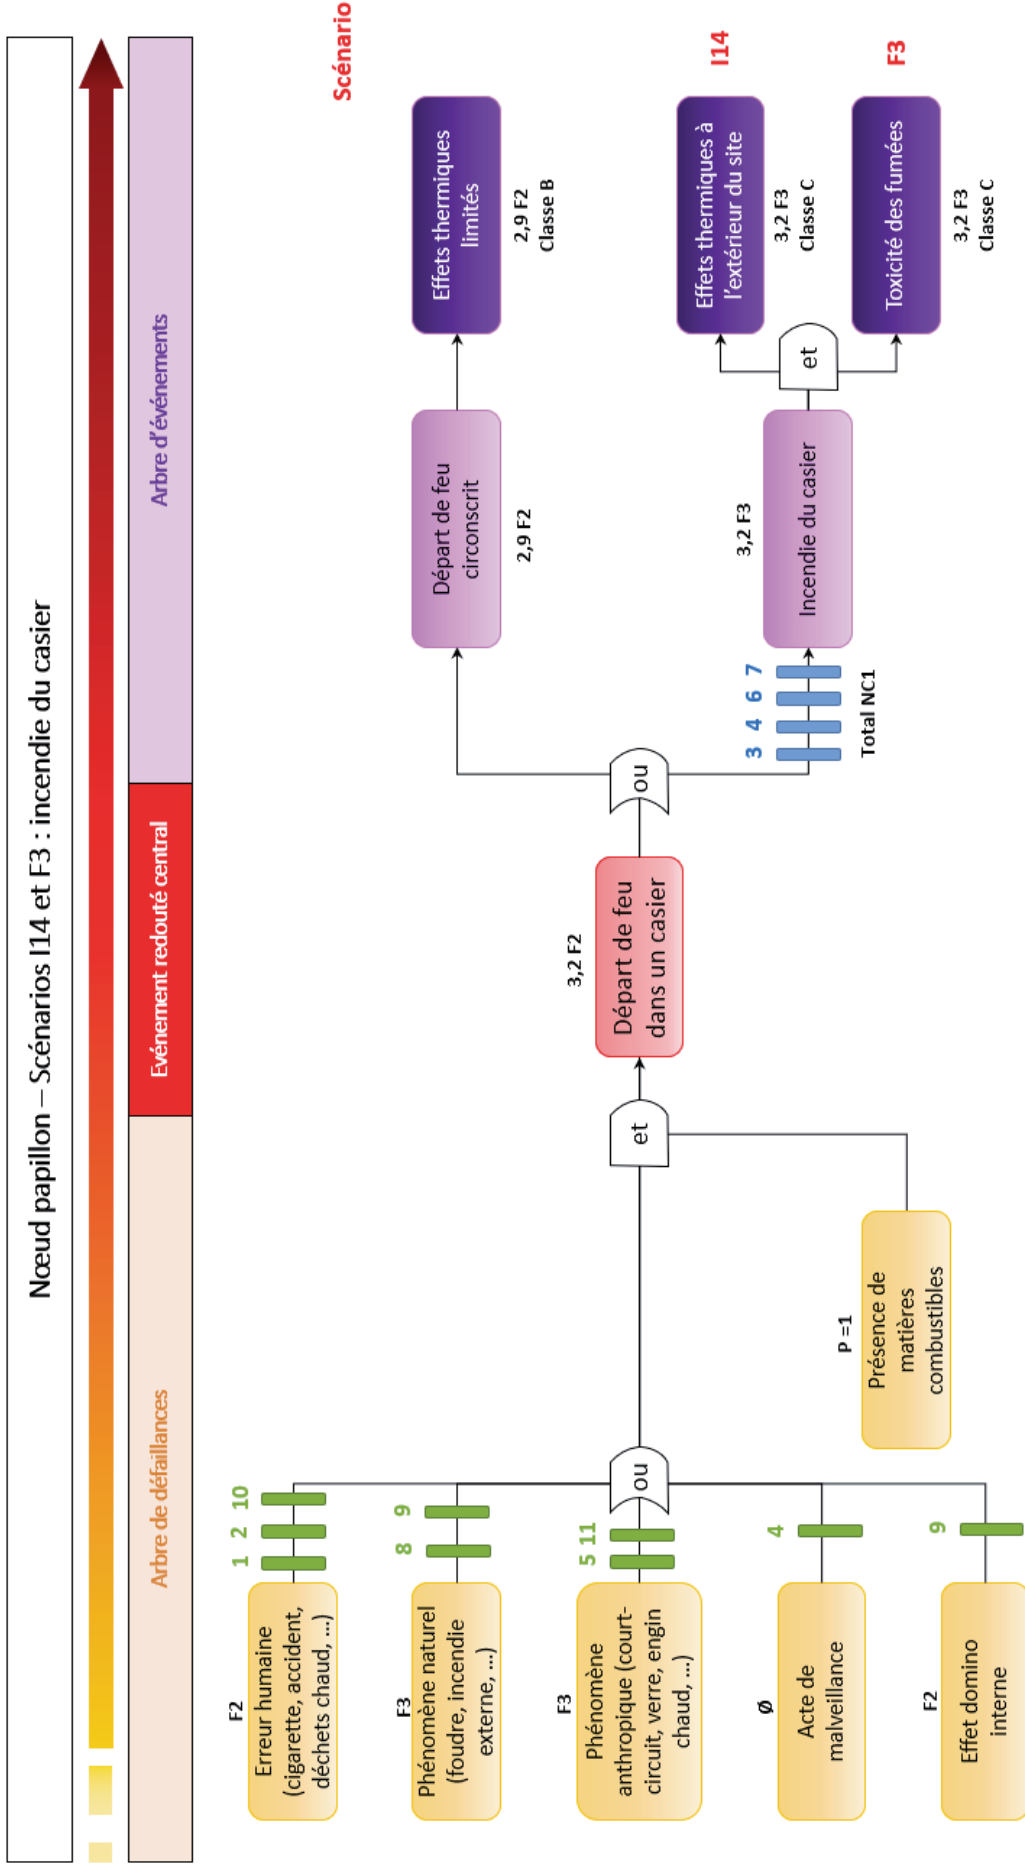 Nœud papillon – Scénarios I14 et F3 : incendie du casier
Arbre de défaillances
Evénement redouté central
Arbre d'événements
Scénario
F2
Erreur humaine
(cigarette, accident,
déchets chaud, ...)
1 2 10
F3
Phénomène naturel
(foudre, incendie
externe, ...)
8 9
F3
Phénomène
anthropique (court-
circuit, verre, engin
chaud, ...)
5 11
Ø
Acte de
malveillance
4
F2
Effet domino
interne
9
ou
P =1
Présence de
matières
combustibles
et
3,2 F2
Départ de feu
dans un casier
ou
Départ de feu
circonscrit
2,9 F2
Effets thermiques
limités
2,9 F2
Classe B
3 4 6 7
Total NC1
3,2 F3
Incendie du casier
et
Effets thermiques à
l'extérieur du site
3,2 F3
Classe C
I14
Toxicité des fumées
3,2 F3
Classe C
F3